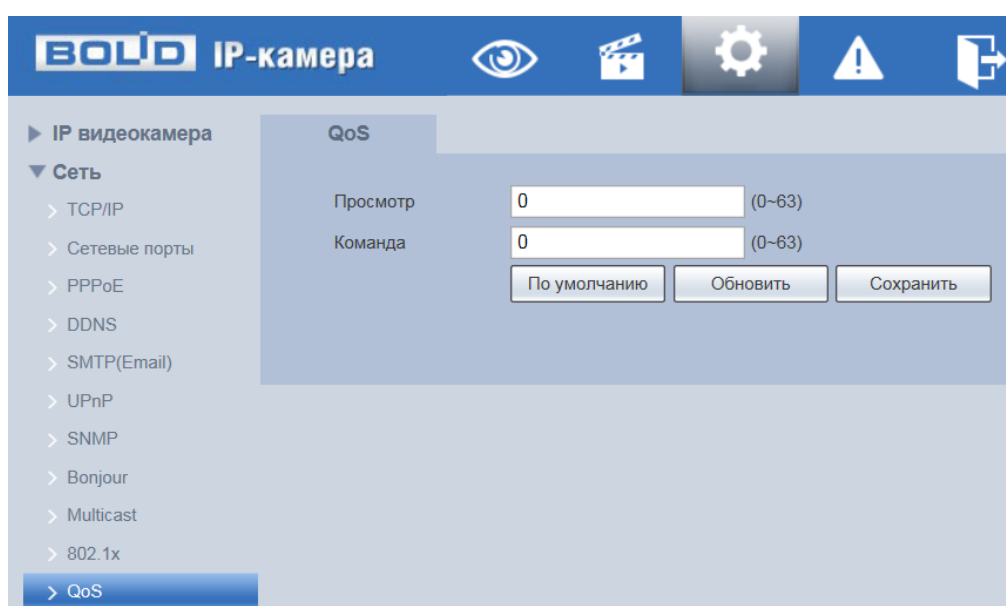 BOLID IP-камера
IP видеокамера
Сеть
TCP/IP
Сетевые порты
PPPoE
DDNS
SMTP(Email)
UPnP
SNMP
Bonjour
Multicast
802.1x
QoS
QoS
Просмотр 0 (0~63)
Команда 0 (0~63)
По умолчанию Обновить Сохранить